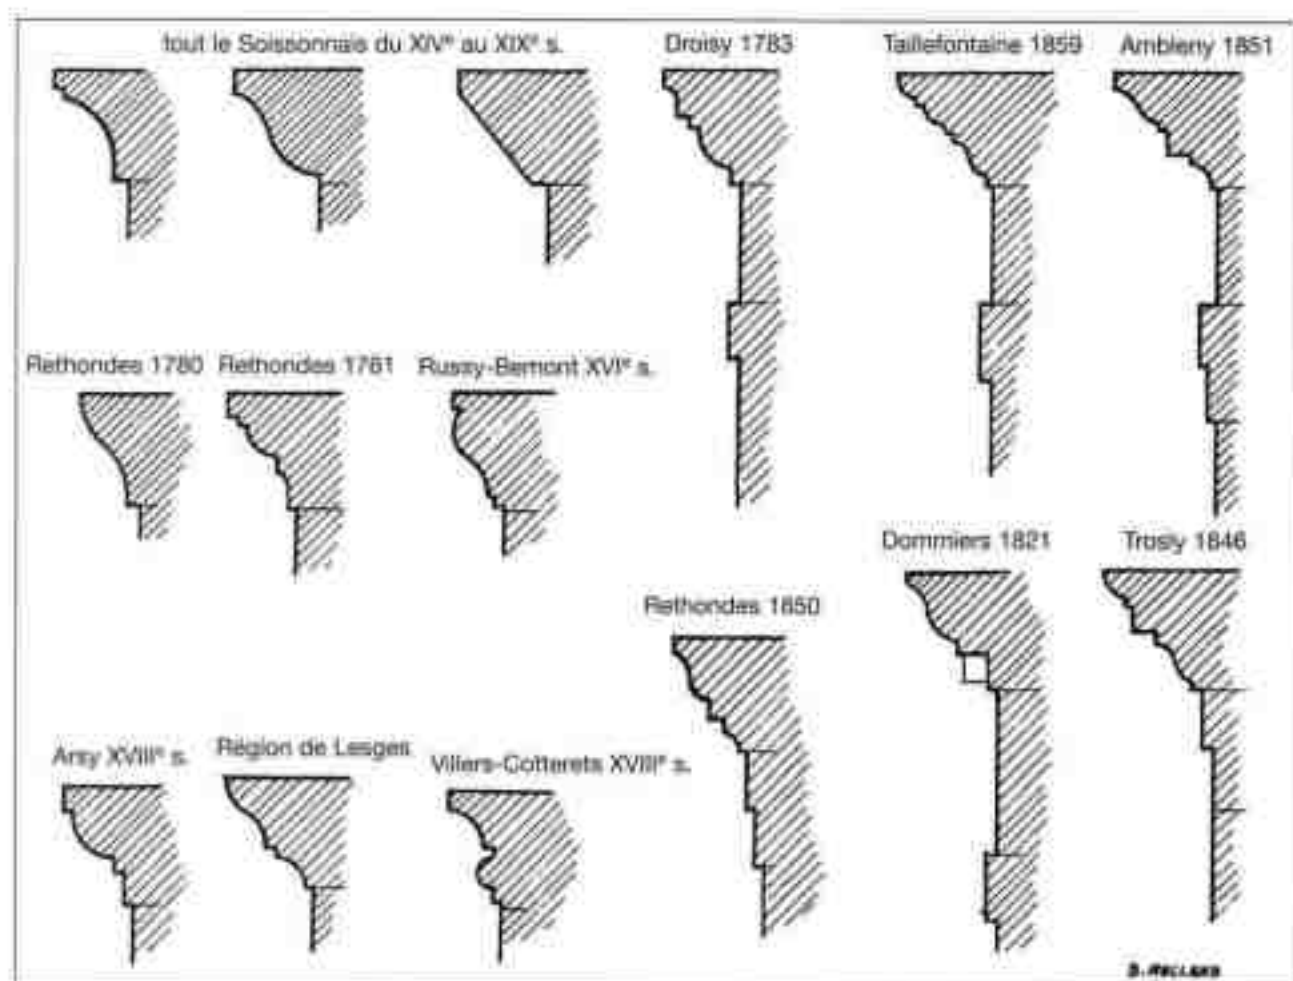 tout le Soissonnais du XIVᵉ au XIXᵉ s.
Droisy 1783
Taillefontaine 1859
Ambleny 1851
Rethondes 1780
Rethondes 1761
Russy-Bemont XVIᵉ s.
Dommiers 1821
Trosly 1846
Rethondes 1850
Arsy XVIIIᵉ s.
Région de Lesges
Villers-Cotterets XVIIIᵉ s.